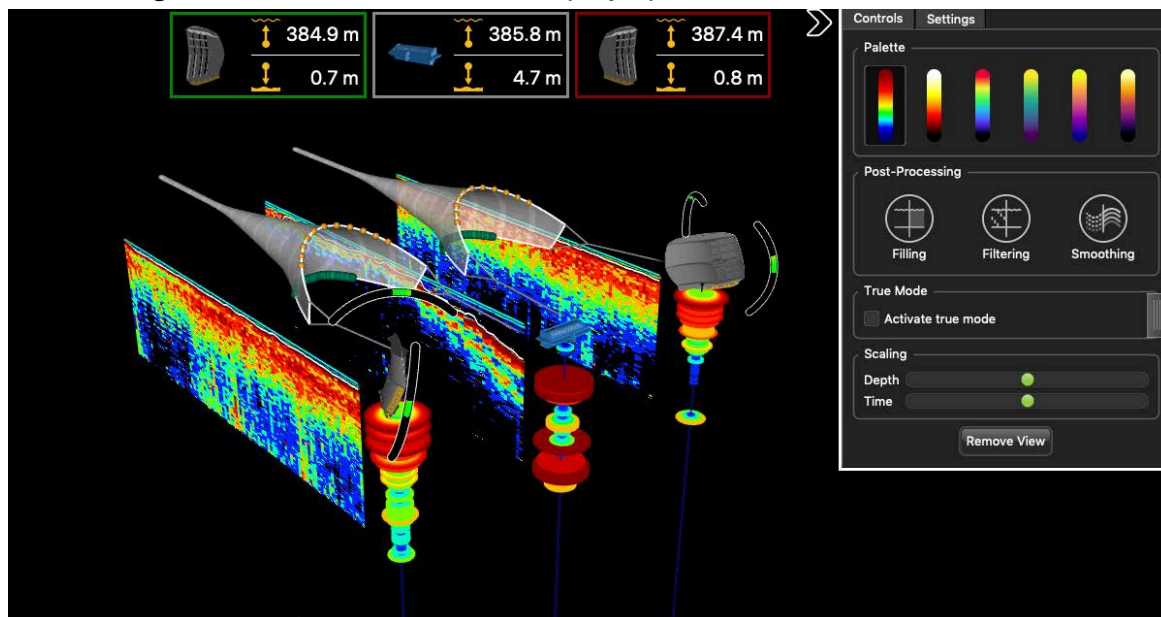 384.9 m
0.7 m
385.8 m
4.7 m
387.4 m
0.8 m
Controls Settings
Palette
Post-Processing
Filling Filtering Smoothing
True Mode
Activate true mode
Scaling
Depth
Time
Remove View